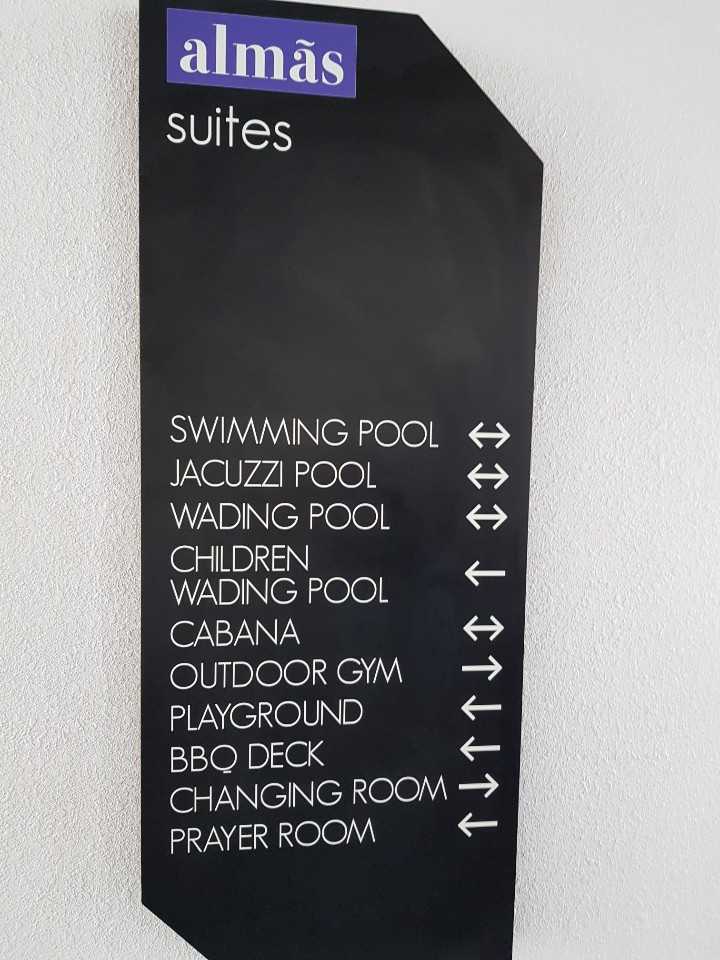 almãs
suites
SWIMMING POOL ↔
JACUZZI POOL ↔
WADING POOL ↔
CHILDREN
WADING POOL ←
CABANA ↔
OUTDOOR GYM →
PLAYGROUND ←
BBQ DECK ←
CHANGING ROOM →
PRAYER ROOM ←